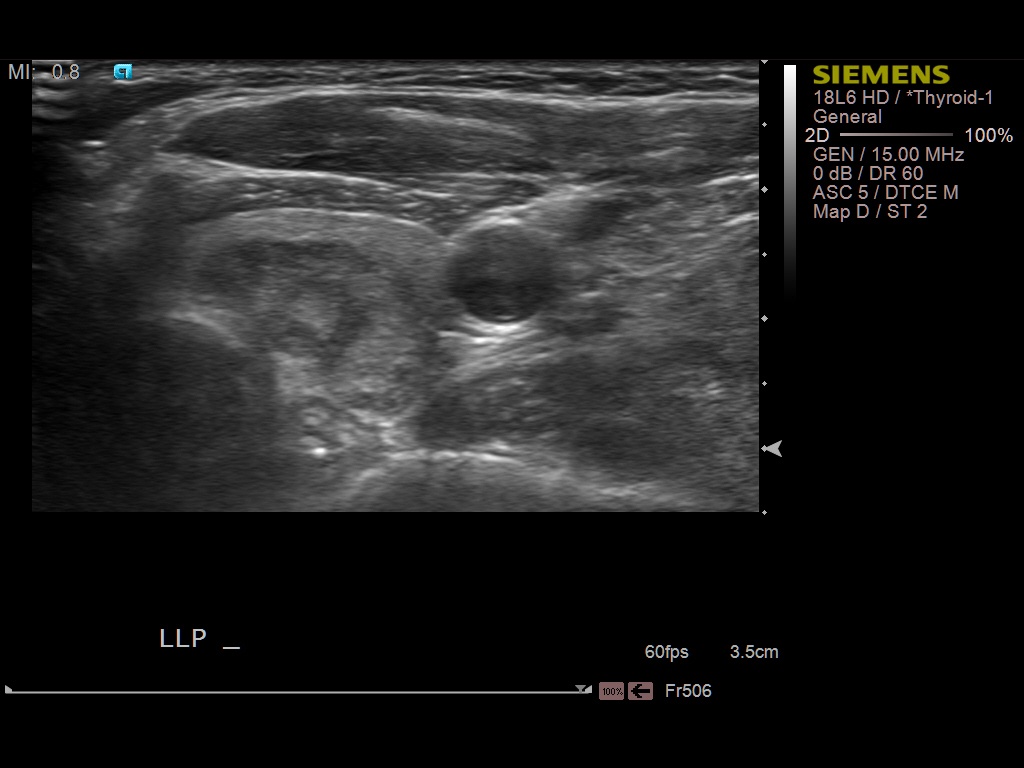 MI: 0.8
SIEMENS
18L6 HD / *Thyroid-1
General
2D 100%
GEN / 15.00 MHz
0 dB / DR 60
ASC 5 / DTCE M
Map D / ST 2
LLP _
60fps 3.5cm
100% Fr506